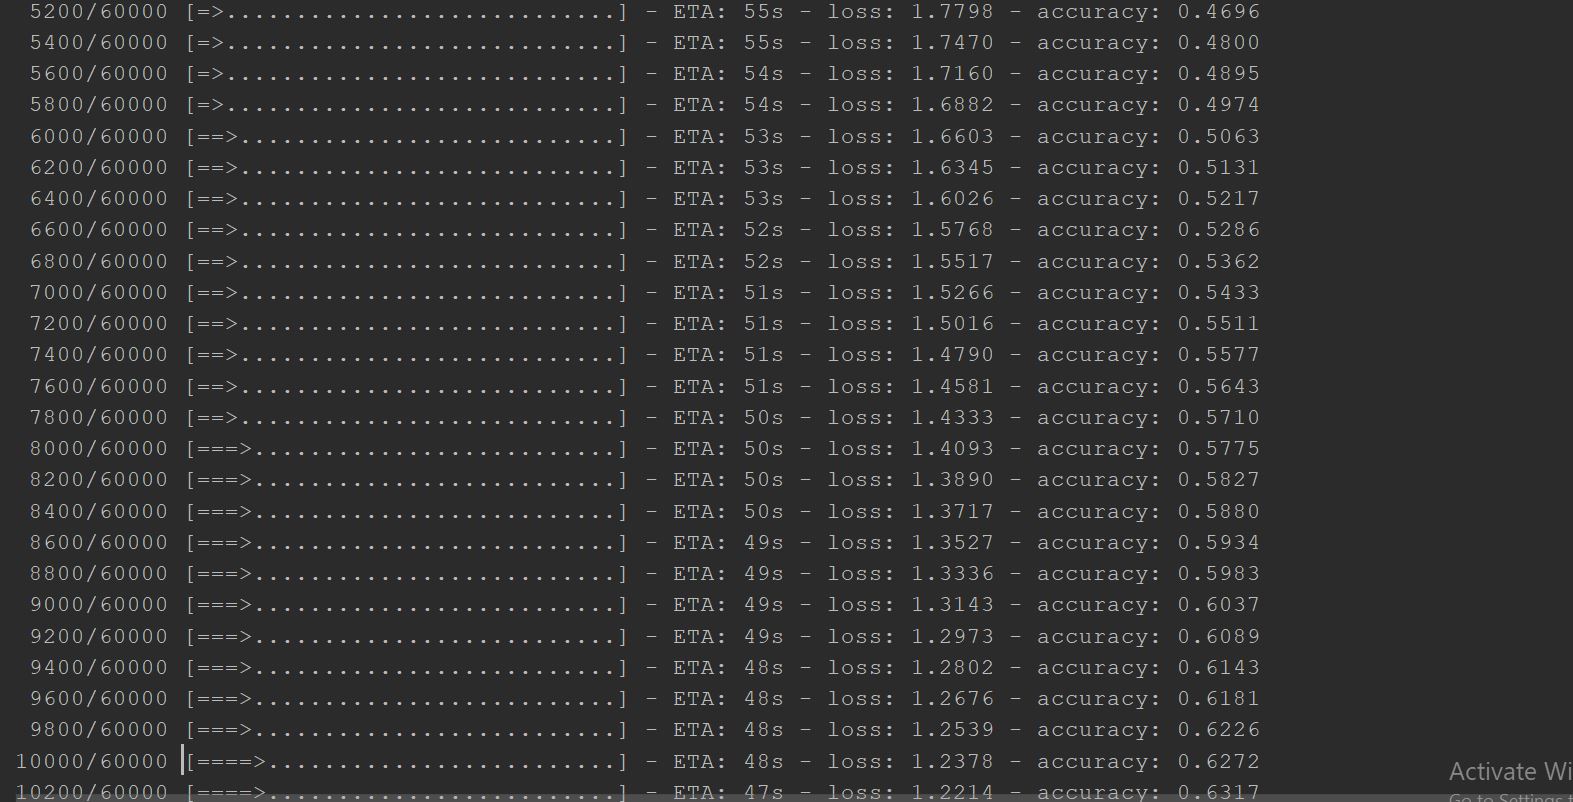 5200/60000 [=>............................] - ETA: 55s - loss: 1.7798 - accuracy: 0.4696
5400/60000 [=>............................] - ETA: 55s - loss: 1.7470 - accuracy: 0.4800
5600/60000 [=>............................] - ETA: 54s - loss: 1.7160 - accuracy: 0.4895
5800/60000 [=>............................] - ETA: 54s - loss: 1.6882 - accuracy: 0.4974
6000/60000 [==>...........................] - ETA: 53s - loss: 1.6603 - accuracy: 0.5063
6200/60000 [==>...........................] - ETA: 53s - loss: 1.6345 - accuracy: 0.5131
6400/60000 [==>...........................] - ETA: 53s - loss: 1.6026 - accuracy: 0.5217
6600/60000 [==>...........................] - ETA: 52s - loss: 1.5768 - accuracy: 0.5286
6800/60000 [==>...........................] - ETA: 52s - loss: 1.5517 - accuracy: 0.5362
7000/60000 [==>...........................] - ETA: 51s - loss: 1.5266 - accuracy: 0.5433
7200/60000 [==>...........................] - ETA: 51s - loss: 1.5016 - accuracy: 0.5511
7400/60000 [==>...........................] - ETA: 51s - loss: 1.4790 - accuracy: 0.5577
7600/60000 [==>...........................] - ETA: 51s - loss: 1.4581 - accuracy: 0.5643
7800/60000 [==>...........................] - ETA: 50s - loss: 1.4333 - accuracy: 0.5710
8000/60000 [===>..........................] - ETA: 50s - loss: 1.4093 - accuracy: 0.5775
8200/60000 [===>..........................] - ETA: 50s - loss: 1.3890 - accuracy: 0.5827
8400/60000 [===>..........................] - ETA: 50s - loss: 1.3717 - accuracy: 0.5880
8600/60000 [===>..........................] - ETA: 49s - loss: 1.3527 - accuracy: 0.5934
8800/60000 [===>..........................] - ETA: 49s - loss: 1.3336 - accuracy: 0.5983
9000/60000 [===>..........................] - ETA: 49s - loss: 1.3143 - accuracy: 0.6037
9200/60000 [===>..........................] - ETA: 49s - loss: 1.2973 - accuracy: 0.6089
9400/60000 [===>..........................] - ETA: 48s - loss: 1.2802 - accuracy: 0.6143
9600/60000 [===>..........................] - ETA: 48s - loss: 1.2676 - accuracy: 0.6181
9800/60000 [===>..........................] - ETA: 48s - loss: 1.2539 - accuracy: 0.6226
10000/60000 [====>.........................] - ETA: 48s - loss: 1.2378 - accuracy: 0.6272
10200/60000 [====>.........................] - ETA: 47s - loss: 1.2214 - accuracy: 0.6317
Activate Wi
Go to Settings t